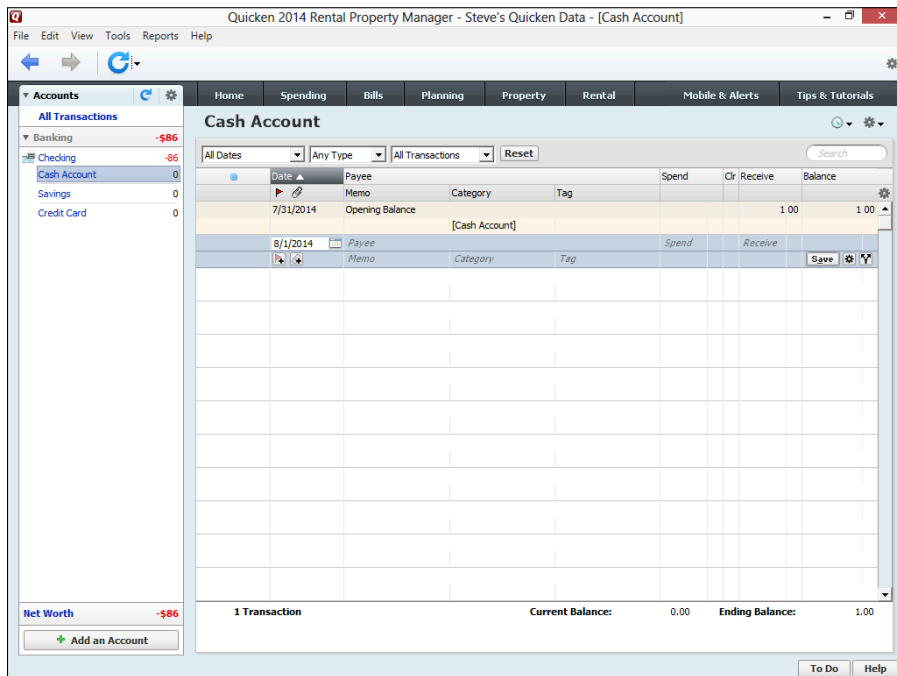 Quicken 2014 Rental Property Manager - Steve's Quicken Data - [Cash Account]
File Edit View Tools Reports Help
Accounts
All Transactions
Banking -$86
Checking -86
Cash Account 0
Savings 0
Credit Card 0
Net Worth -$86
Add an Account
Home Spending Bills Planning Property Rental Mobile & Alerts Tips & Tutorials
Cash Account
All Dates Any Type All Transactions Reset Search
Date Payee Spend Clr Receive Balance
Memo Category Tag
7/31/2014 Opening Balance 1 00 1 00
[Cash Account]
8/1/2014 Payee Spend Receive
Memo Category Tag Save
1 Transaction Current Balance: 0.00 Ending Balance: 1.00
To Do Help